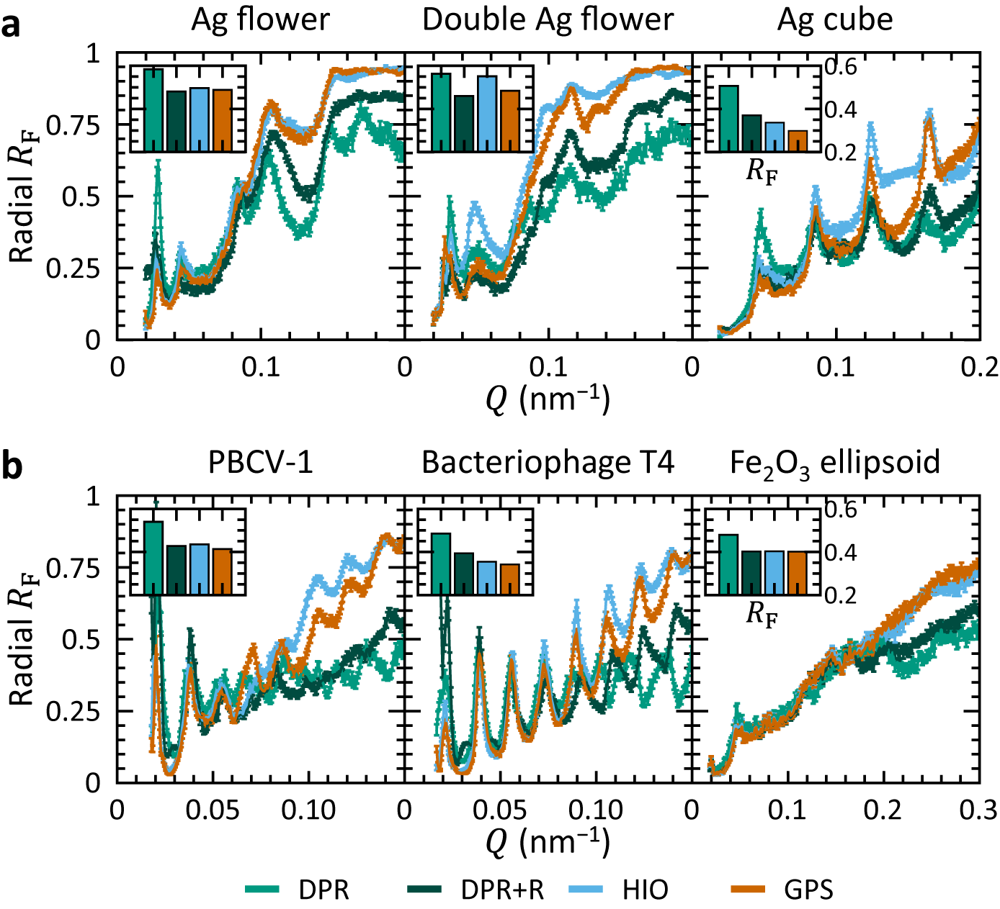 a
Ag flower
Double Ag flower
Ag cube
Radial R_F
1
0.75
0.5
0.25
0
0.6
0.4
0.2
R_F
0
0.1
0
0.1
0
0.1
0.2
Q (nm⁻¹)
b
PBCV-1
Bacteriophage T4
Fe₂O₃ ellipsoid
Radial R_F
1
0.75
0.5
0.25
0
0.6
0.4
0.2
R_F
0
0.05
0.10
0
0.05
0.10
0
0.1
0.2
0.3
Q (nm⁻¹)
DPR
DPR+R
HIO
GPS